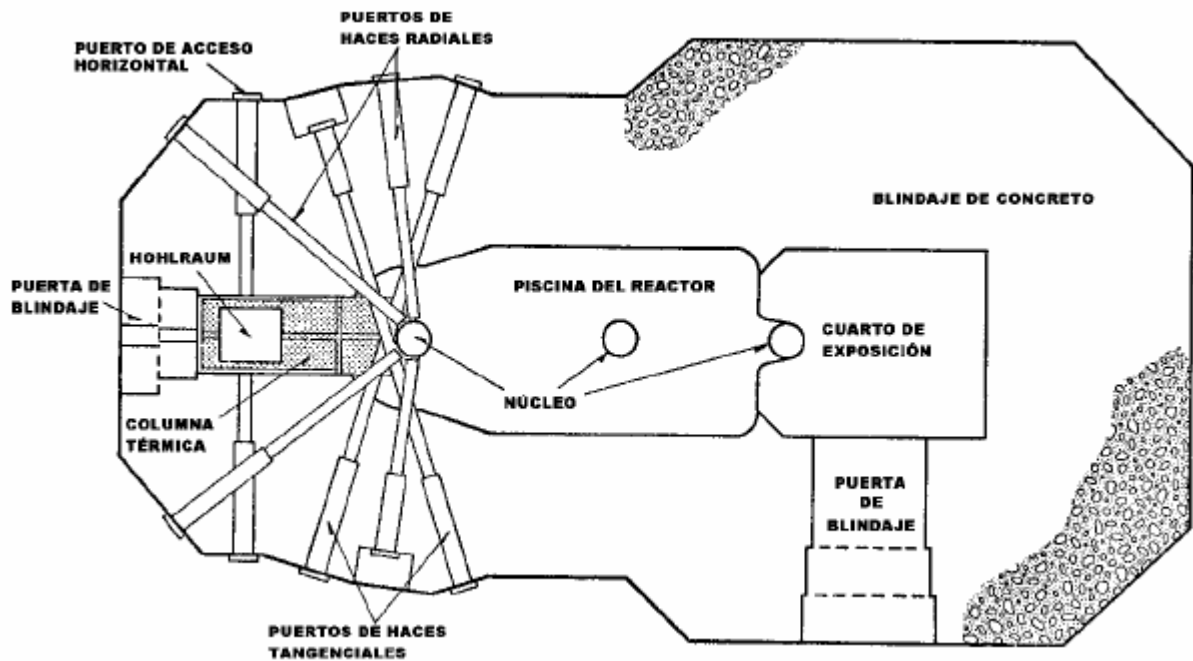 PUERTOS DE
HACES RADIALES
PUERTO DE ACCESO
HORIZONTAL
BLINDAJE DE CONCRETO
HOHLRAUM
PUERTA DE
BLINDAJE
PISCINA DEL REACTOR
CUARTO DE
EXPOSICIÓN
NÚCLEO
COLUMNA
TÉRMICA
PUERTA
DE
BLINDAJE
PUERTOS DE HACES
TANGENCIALES